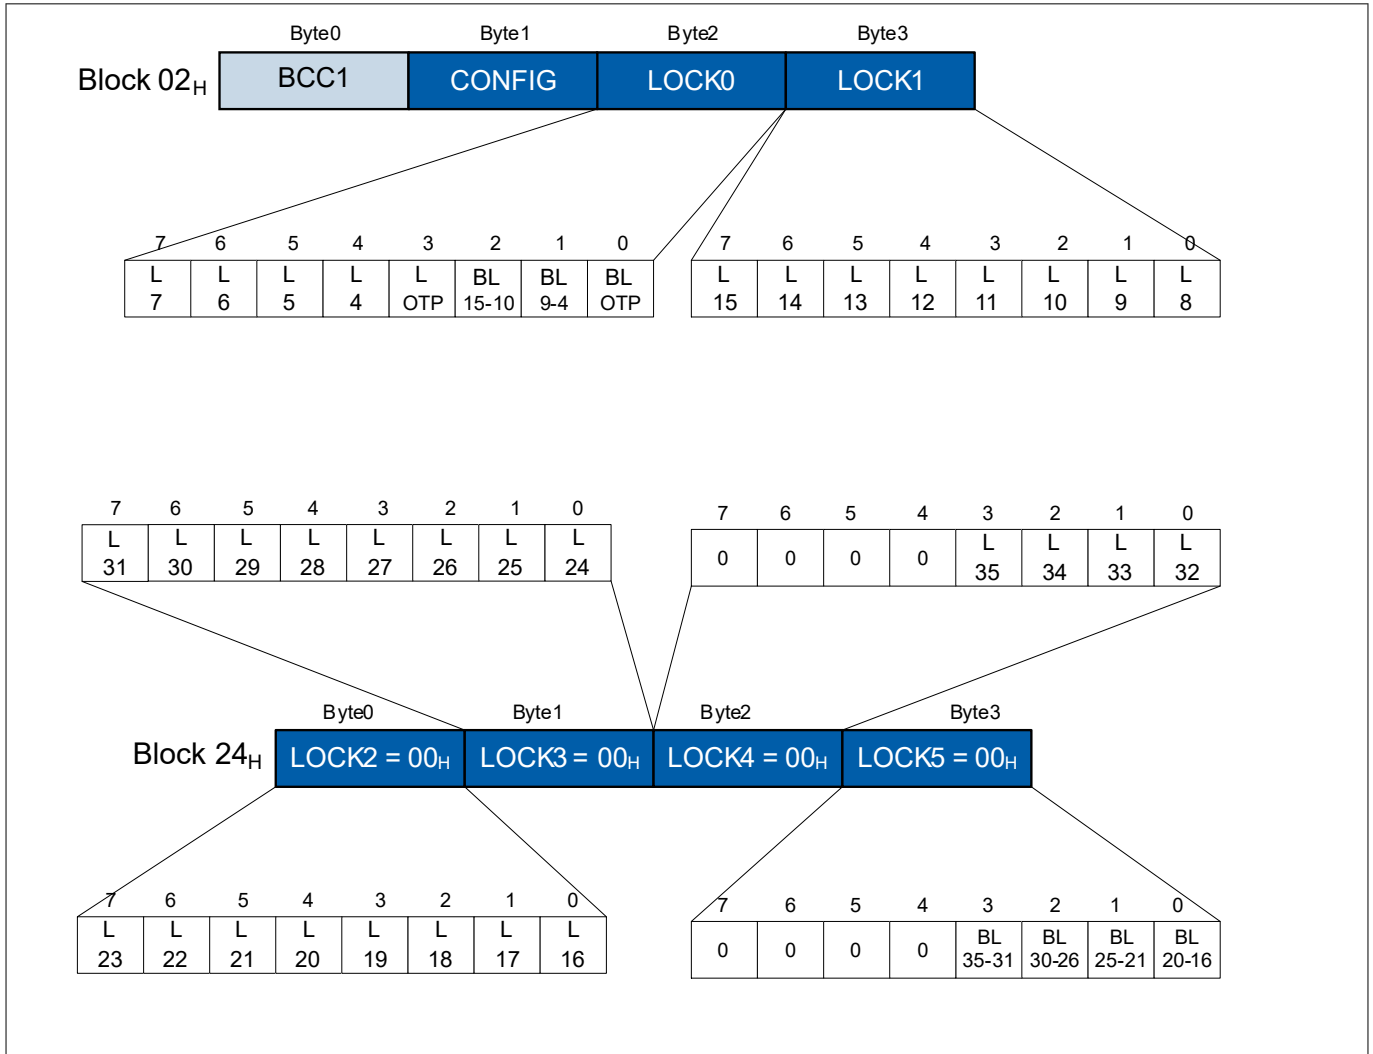 Byte0 Byte1 Byte2 Byte3
Block 02H BCC1 CONFIG LOCK0 LOCK1
7 6 5 4 3 2 1 0 7 6 5 4 3 2 1 0
L L L L L BL BL BL L L L L L L L L
7 6 5 4 OTP 15-10 9-4 OTP 15 14 13 12 11 10 9 8
7 6 5 4 3 2 1 0 7 6 5 4 3 2 1 0
L L L L L L L L 0 0 0 0 L L L L
31 30 29 28 27 26 25 24 35 34 33 32
Byte0 Byte1 Byte2 Byte3
Block 24H LOCK2 = 00H LOCK3 = 00H LOCK4 = 00H LOCK5 = 00H
7 6 5 4 3 2 1 0 7 6 5 4 3 2 1 0
L L L L L L L L 0 0 0 0 BL BL BL BL
23 22 21 20 19 18 17 16 35-31 30-26 25-21 20-16